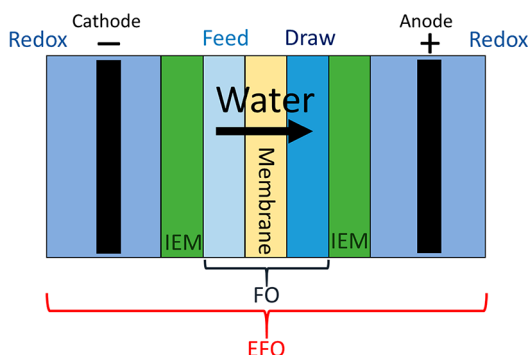 Cathode
Anode
Redox
−
Feed
Draw
+
Redox
Water
Membrane
IEM
IEM
FO
EFO